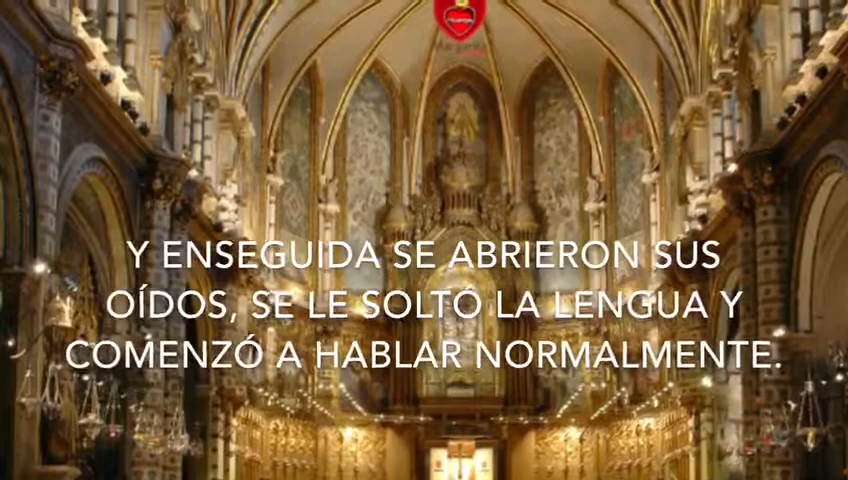 Y ENSEGUIDA SE ABRIERON SUS
OÍDOS, SE LE SOLTÓ LA LENGUA Y
COMENZÓ A HABLAR NORMALMENTE.